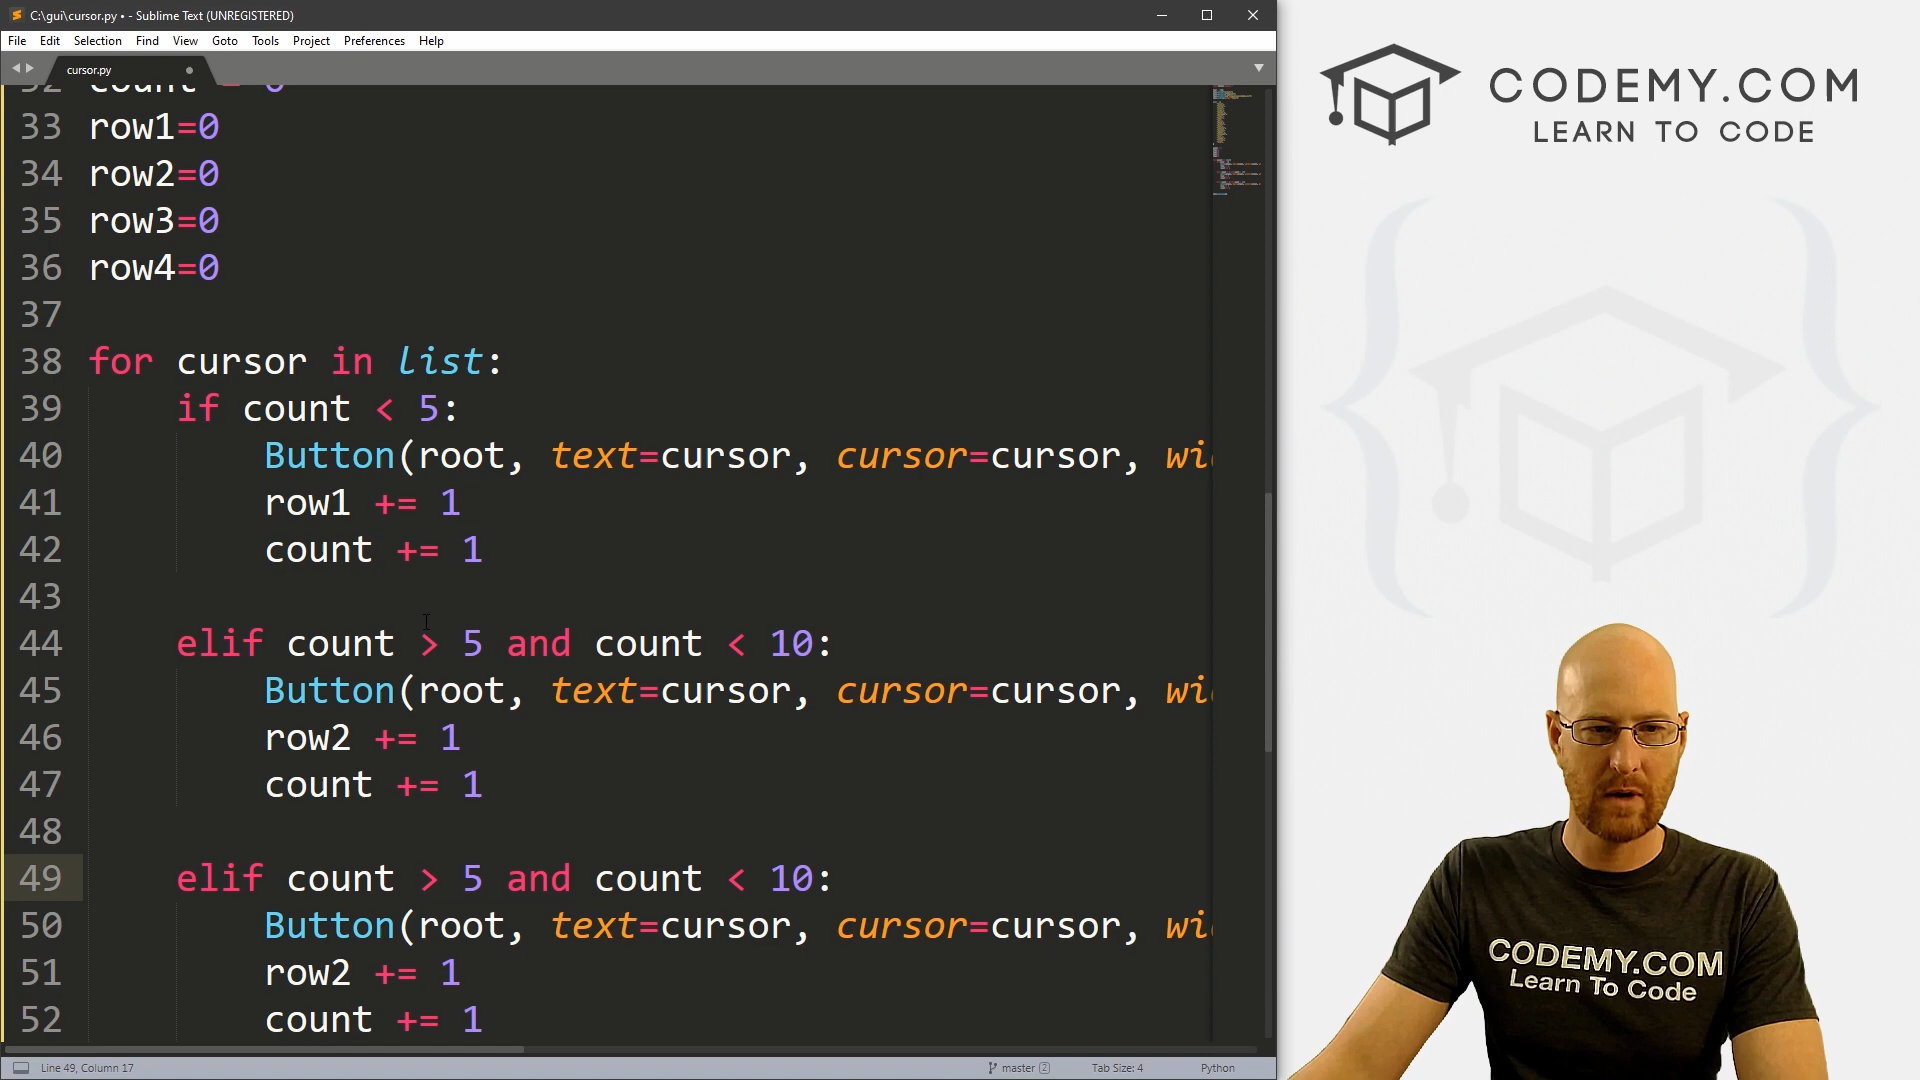 C:\gui\cursor.py • - Sublime Text (UNREGISTERED)
File Edit Selection Find View Goto Tools Project Preferences Help
cursor.py
32 count = 0
33 row1=0
34 row2=0
35 row3=0
36 row4=0
37
38 for cursor in list:
39 if count < 5:
40 Button(root, text=cursor, cursor=cursor, wi
41 row1 += 1
42 count += 1
43
44 elif count > 5 and count < 10:
45 Button(root, text=cursor, cursor=cursor, wi
46 row2 += 1
47 count += 1
48
49 elif count > 5 and count < 10:
50 Button(root, text=cursor, cursor=cursor, wi
51 row2 += 1
52 count += 1
Line 49, Column 17
master 2
Tab Size: 4
Python
CODEMY.COM
LEARN TO CODE
CODEMY.COM
Learn To Code